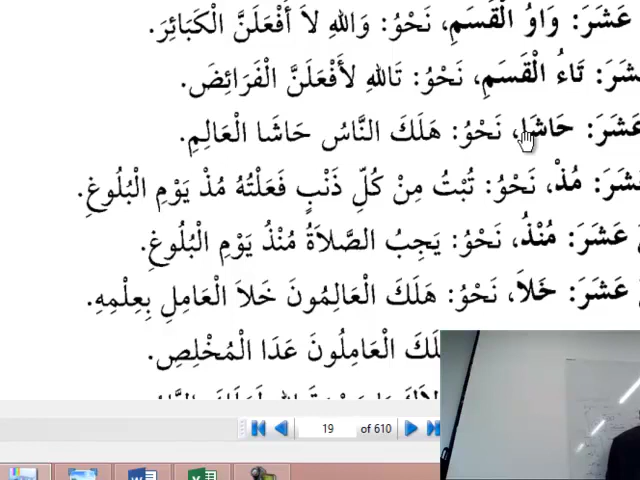 عَشَرَ: وَاوُ الْقَسَمِ، نَحْوُ: وَاللهِ لاَ أَفْعَلَنَّ الْكَبَائِرَ.
عَشَرَ: تَاءُ الْقَسَمِ، نَحْوُ: تَاللهِ لأَفْعَلَنَّ الْفَرَائِضَ.
عَشَرَ: حَاشَا، نَحْوُ: هَلَكَ النَّاسُ حَاشَا الْعَالِمِ.
عَشَرَ: مُذْ، نَحْوُ: تُبْتُ مِنْ كُلِّ ذَنْبٍ فَعَلْتُهُ مُذْ يَوْمِ الْبُلُوغِ.
عَشَرَ: مُنْذُ، نَحْوُ: يَجِبُ الصَّلاَةُ مُنْذُ يَوْمِ الْبُلُوغِ.
عَشَرَ: خَلاَ، نَحْوُ: هَلَكَ الْعَالِمُونَ خَلاَ الْعَامِلِ بِعِلْمِهِ.
لَكَ الْعَامِلُونَ عَدَا الْمُخْلِصِ.
19 of 610